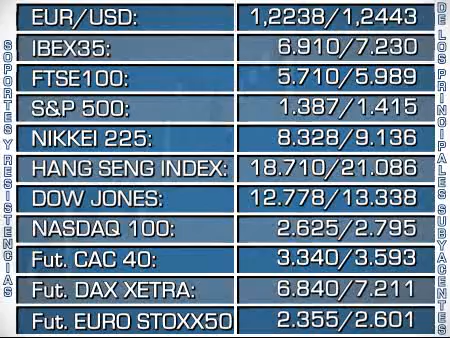 SOPORTES Y RESISTENCIAS
EUR/USD: 1,2238/1,2443
IBEX35: 6.910/7.230
FTSE100: 5.710/5.989
S&P 500: 1.387/1.415
NIKKEI 225: 8.328/9.136
HANG SENG INDEX: 18.710/21.086
DOW JONES: 12.778/13.338
NASDAQ 100: 2.625/2.795
Fut. CAC 40: 3.340/3.593
Fut. DAX XETRA: 6.840/7.211
Fut. EURO STOXX50 2.355/2.601
DE LOS PRINCIPALES SUBYACENTES